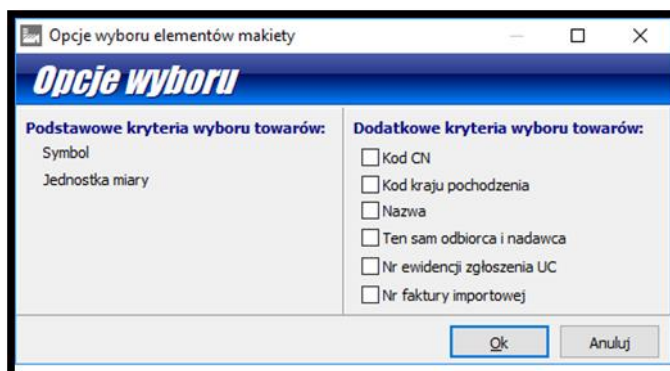 Opcje wyboru elementów makiety
Opcje wyboru
Podstawowe kryteria wyboru towarów:
Symbol
Jednostka miary
Dodatkowe kryteria wyboru towarów:
Kod CN
Kod kraju pochodzenia
Nazwa
Ten sam odbiorca i nadawca
Nr ewidencji zgłoszenia UC
Nr faktury importowej
Ok
Anuluj